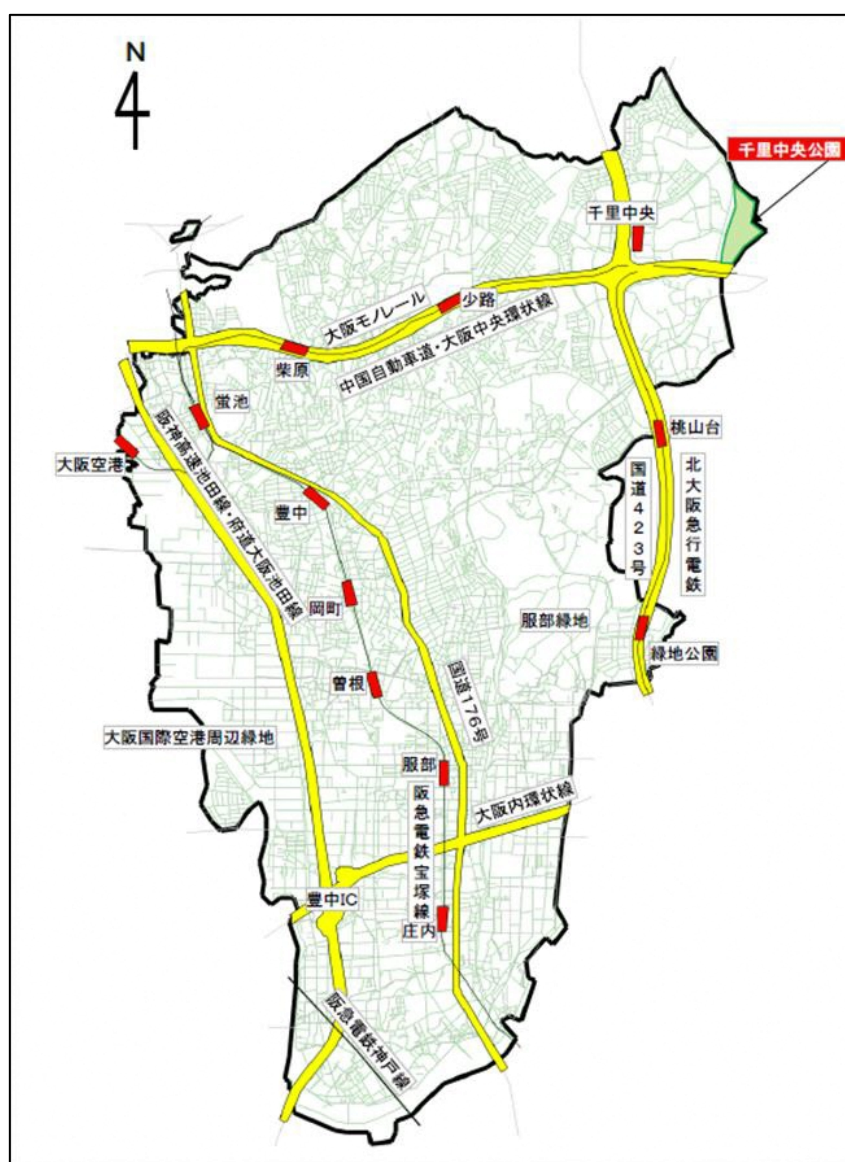 N
千里中央公園
千里中央
大阪モノレール
少路
中国自動車道・大阪中央環状線
柴原
蛍池
大阪空港
阪神高速池田線・府道大阪池田線
豊中
桃山台
国道423号
北大阪急行電鉄
岡町
服部緑地
緑地公園
曽根
国道176号
大阪国際空港周辺緑地
服部
大阪内環状線
阪急電鉄宝塚線
豊中IC
庄内
阪急電鉄神戸線